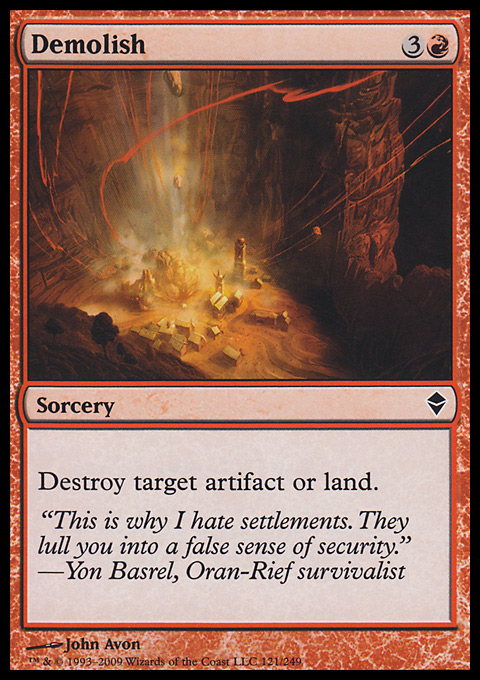 Demolish 3
Sorcery
Destroy target artifact or land.
“This is why I hate settlements. They
lull you into a false sense of security.”
—Yon Basrel, Oran-Rief survivalist
John Avon
™ & © 1993–2009 Wizards of the Coast LLC 121/249